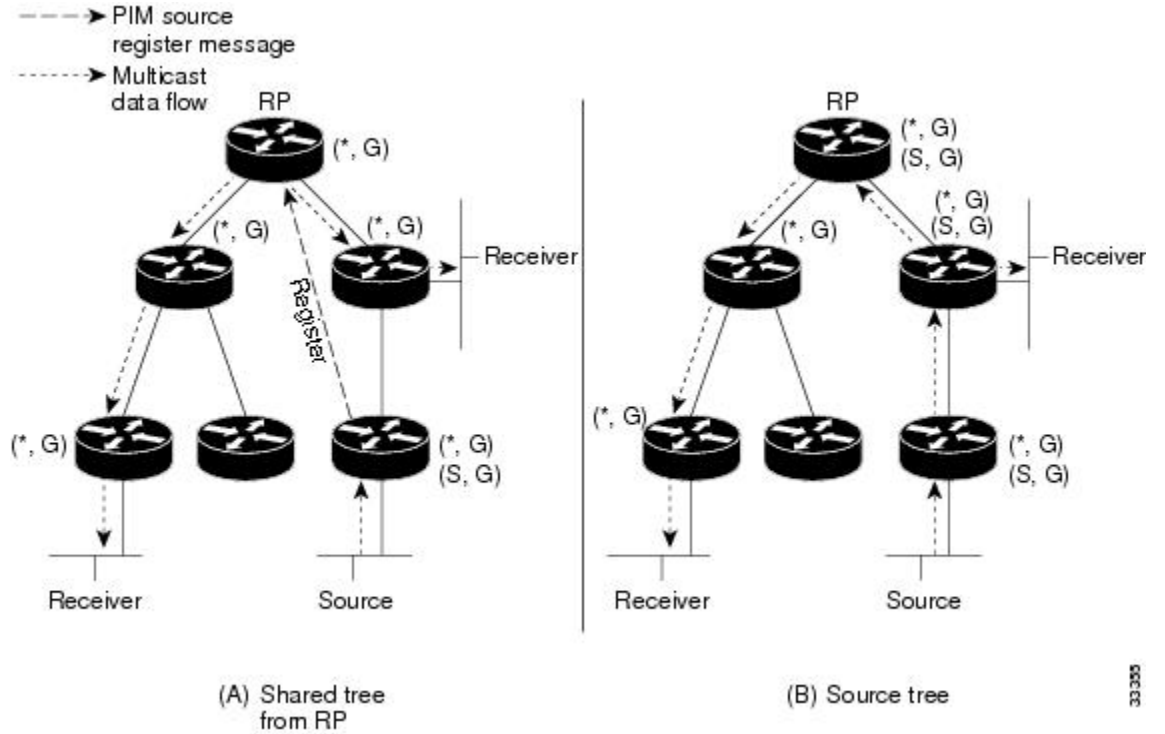 PIM source
register message
Multicast
data flow
RP
(*, G)
(*, G)
(*, G)
Receiver
Register
(*, G)
(*, G)
(S, G)
Receiver
Source
(A) Shared tree
from RP
RP
(*, G)
(S, G)
(*, G)
(S, G)
(*, G)
Receiver
(*, G)
(*, G)
(S, G)
Receiver
Source
(B) Source tree
33355